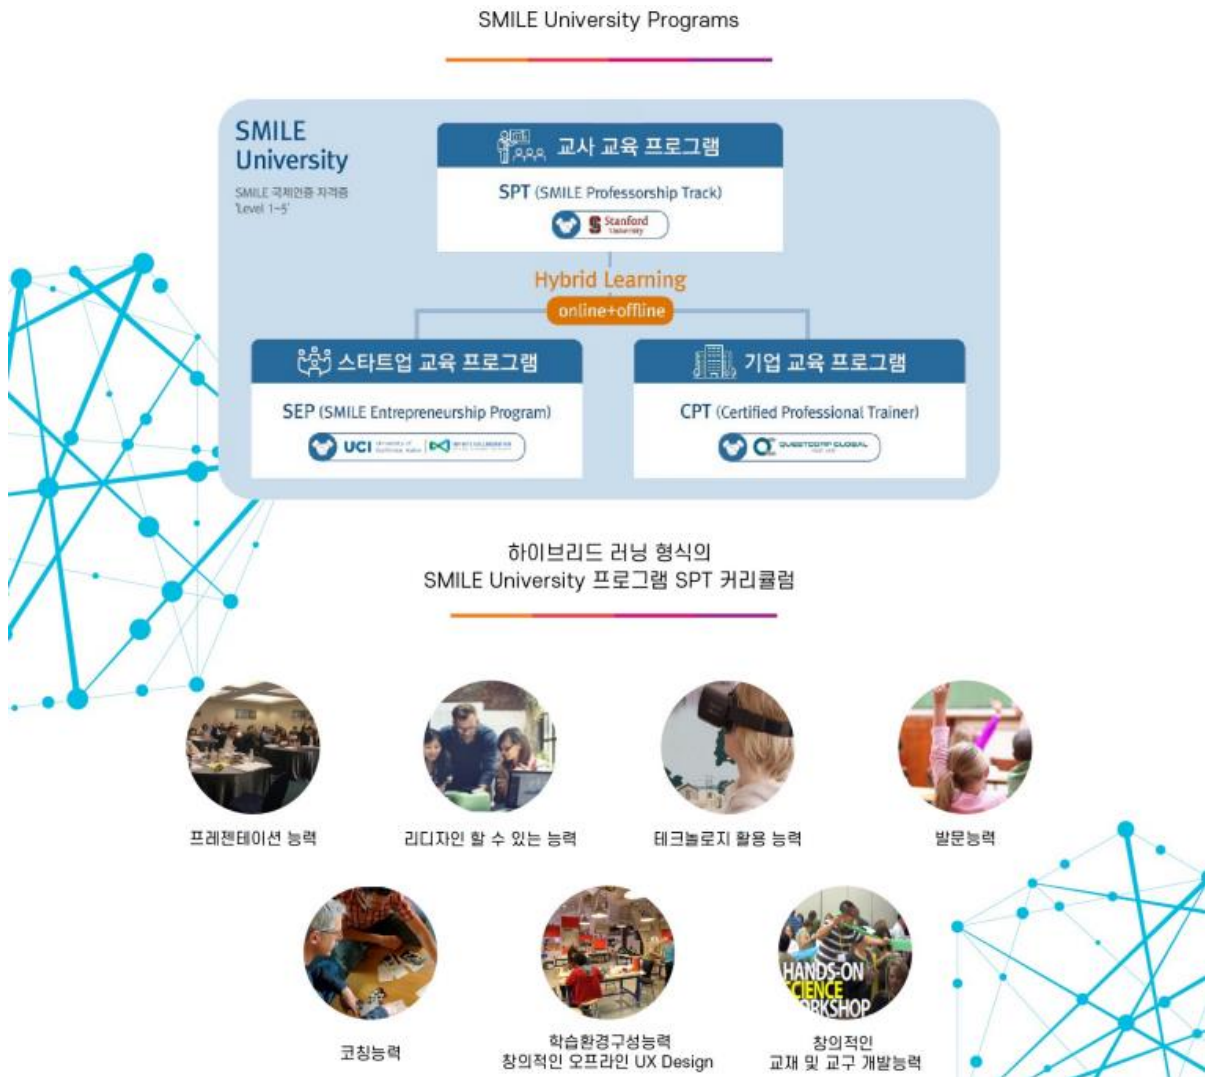 SMILE University Programs
SMILE
University
SMILE 국제인증 자격증
'Level 1~5'
교사 교육 프로그램
SPT (SMILE Professorship Track)
Stanford
University
Hybrid Learning
online+offline
스타트업 교육 프로그램
SEP (SMILE Entrepreneurship Program)
UCI
기업 교육 프로그램
CPT (Certified Professional Trainer)
QUESTCORP GLOBAL
하이브리드 러닝 형식의
SMILE University 프로그램 SPT 커리큘럼
프레젠테이션 능력
리디자인 할 수 있는 능력
테크놀로지 활용 능력
발문능력
HANDS-ON
SCIENCE
WORKSHOP
코칭능력
학습환경구성능력
창의적인 오프라인 UX Design
창의적인
교재 및 교구 개발능력